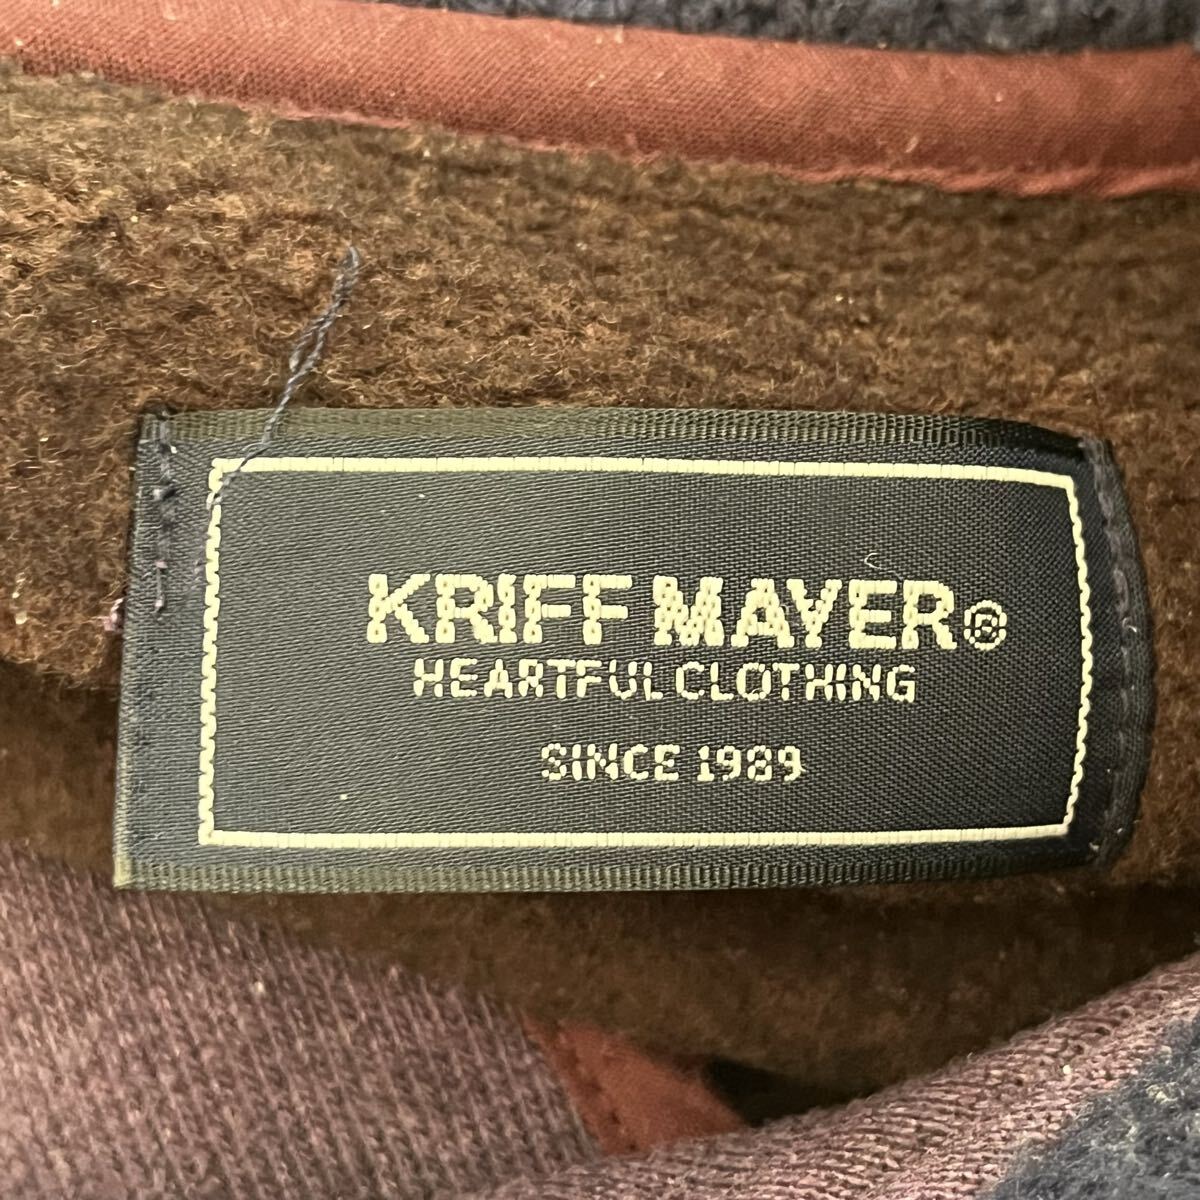 KRIFF MAYER®
HEARTFUL CLOTHING
SINCE 1989